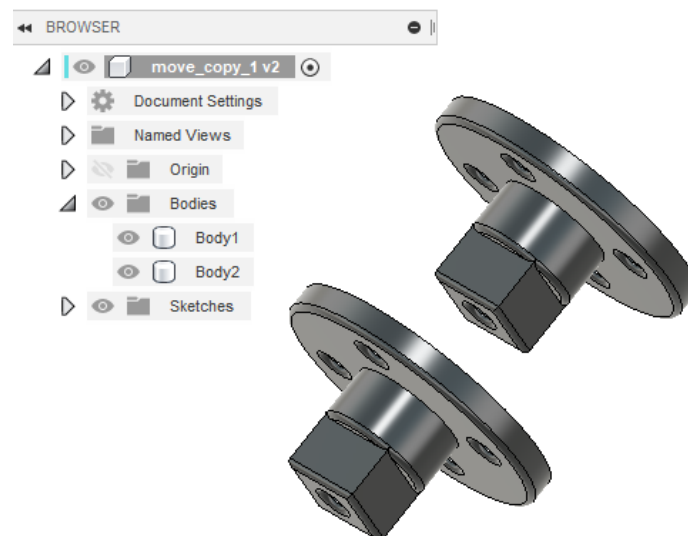 BROWSER
move_copy_1 v2
Document Settings
Named Views
Origin
Bodies
Body1
Body2
Sketches